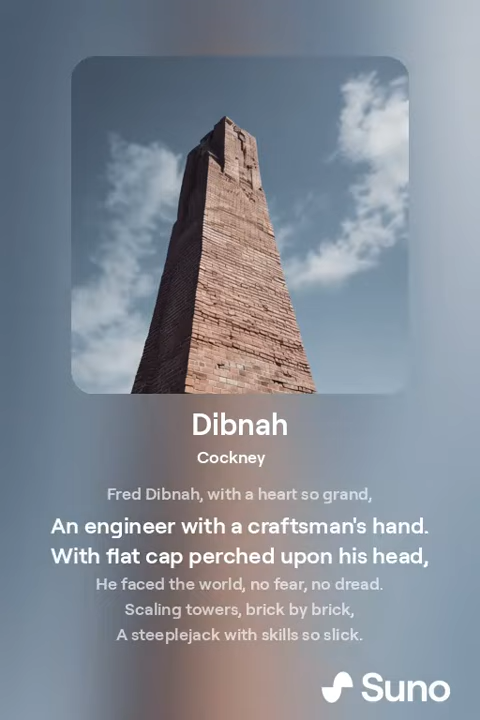 Dibnah
Cockney
Fred Dibnah, with a heart so grand,
An engineer with a craftsman's hand.
With flat cap perched upon his head,
He faced the world, no fear, no dread.
Scaling towers, brick by brick,
A steeplejack with skills so slick.
Suno